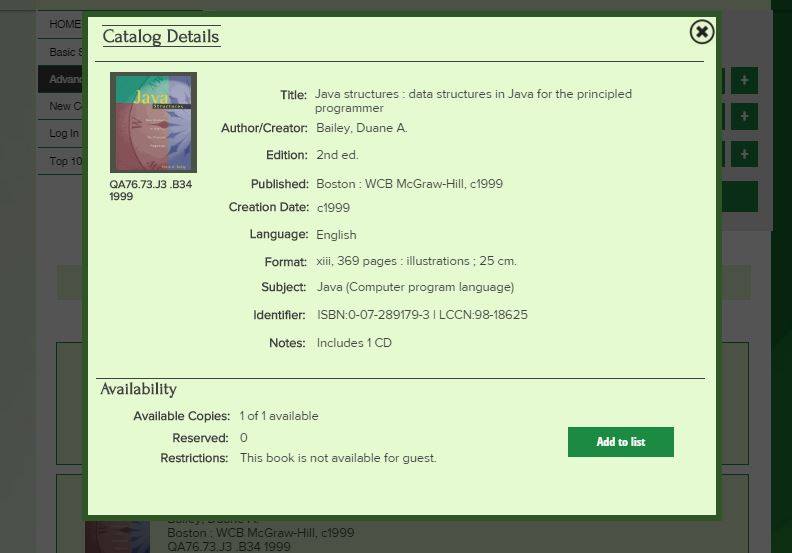 HOME
Basic S
Advanc
New C
Log In
Top 10
Catalog Details
Java
Structures
QA76.73.J3 .B34
1999
Title: Java structures : data structures in Java for the principled
programmer
Author/Creator: Bailey, Duane A.
Edition: 2nd ed.
Published: Boston : WCB McGraw-Hill, c1999
Creation Date: c1999
Language: English
Format: xiii, 369 pages : illustrations ; 25 cm.
Subject: Java (Computer program language)
Identifier: ISBN:0-07-289179-3 | LCCN:98-18625
Notes: Includes 1 CD
Availability
Available Copies: 1 of 1 available
Reserved: 0
Restrictions: This book is not available for guest.
Add to list
+
+
+
Bailey, Duane A.
Boston : WCB McGraw-Hill, c1999
QA76.73.J3 .B34 1999